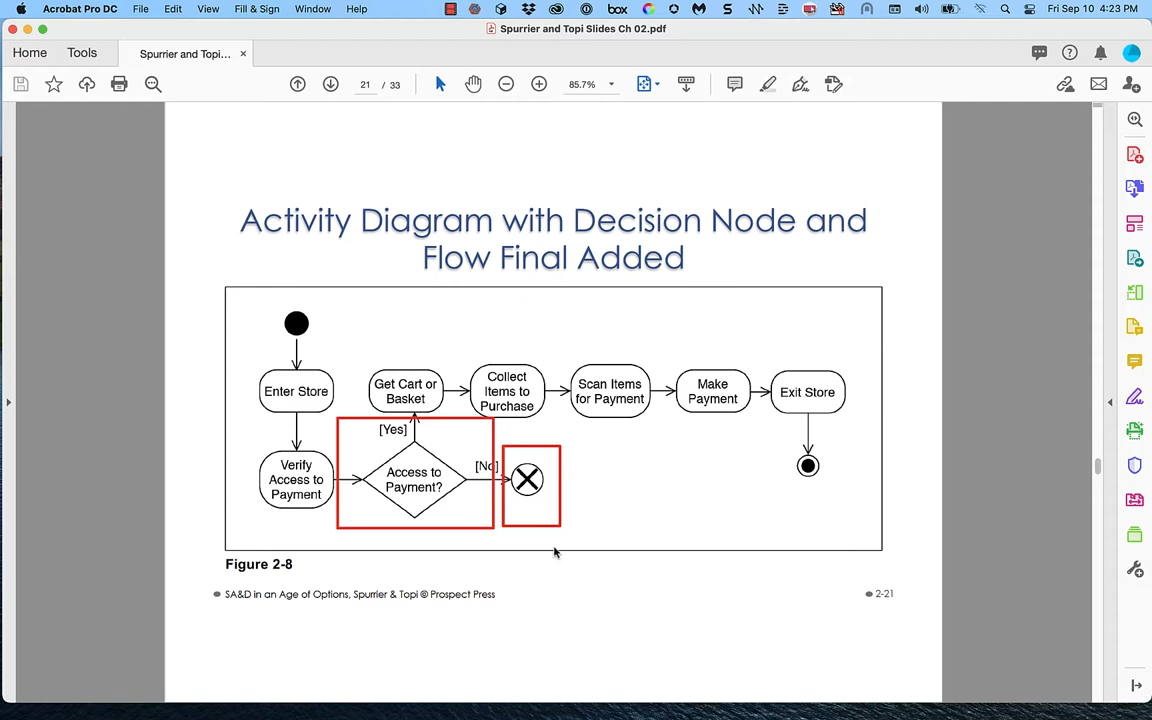 Acrobat Pro DC File Edit View Fill & Sign Window Help box S Fri Sep 10 4:23 PM
Spurrier and Topi Slides Ch 02.pdf
Home Tools Spurrier and Topi... ×
21 / 33 85.7%
Activity Diagram with Decision Node and
Flow Final Added
Enter Store
Get Cart or
Basket
Collect
Items to
Purchase
Scan Items
for Payment
Make
Payment
Exit Store
[Yes]
Verify
Access to
Payment
Access to
Payment?
[No]
Figure 2-8
SA&D in an Age of Options, Spurrier & Topi © Prospect Press
2-21